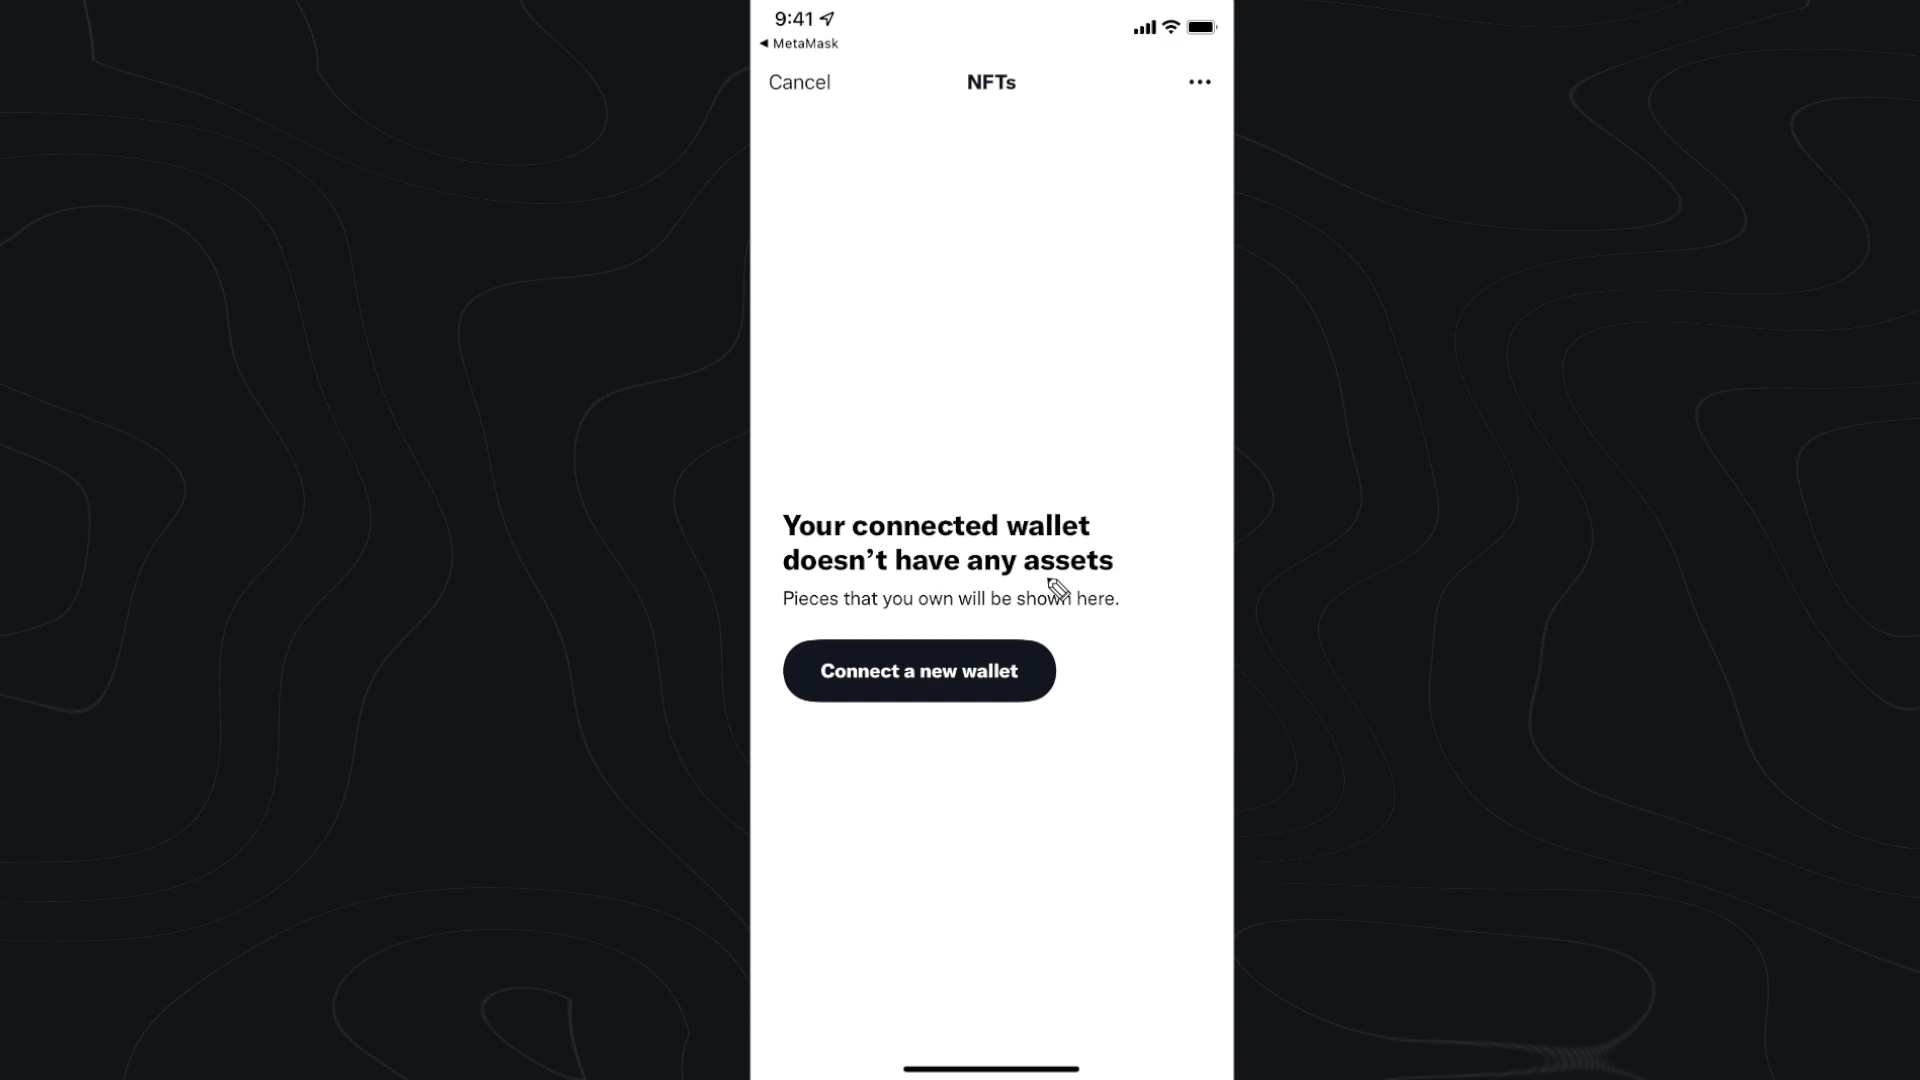 9:41
MetaMask
Cancel
NFTs
Your connected wallet
doesn’t have any assets
Pieces that you own will be shown here.
Connect a new wallet